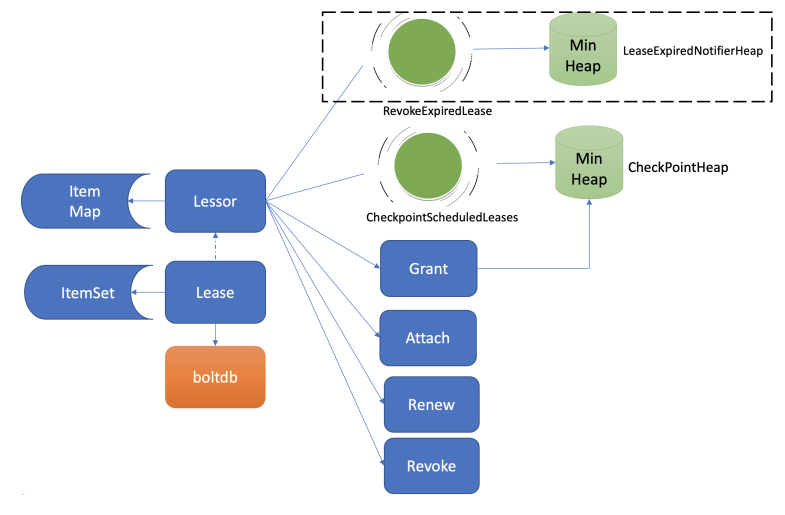 Min
Heap
LeaseExpiredNotifierHeap
RevokeExpiredLease
Min
Heap
CheckPointHeap
CheckpointScheduledLeases
Item
Map
Lessor
ItemSet
Lease
boltdb
Grant
Attach
Renew
Revoke